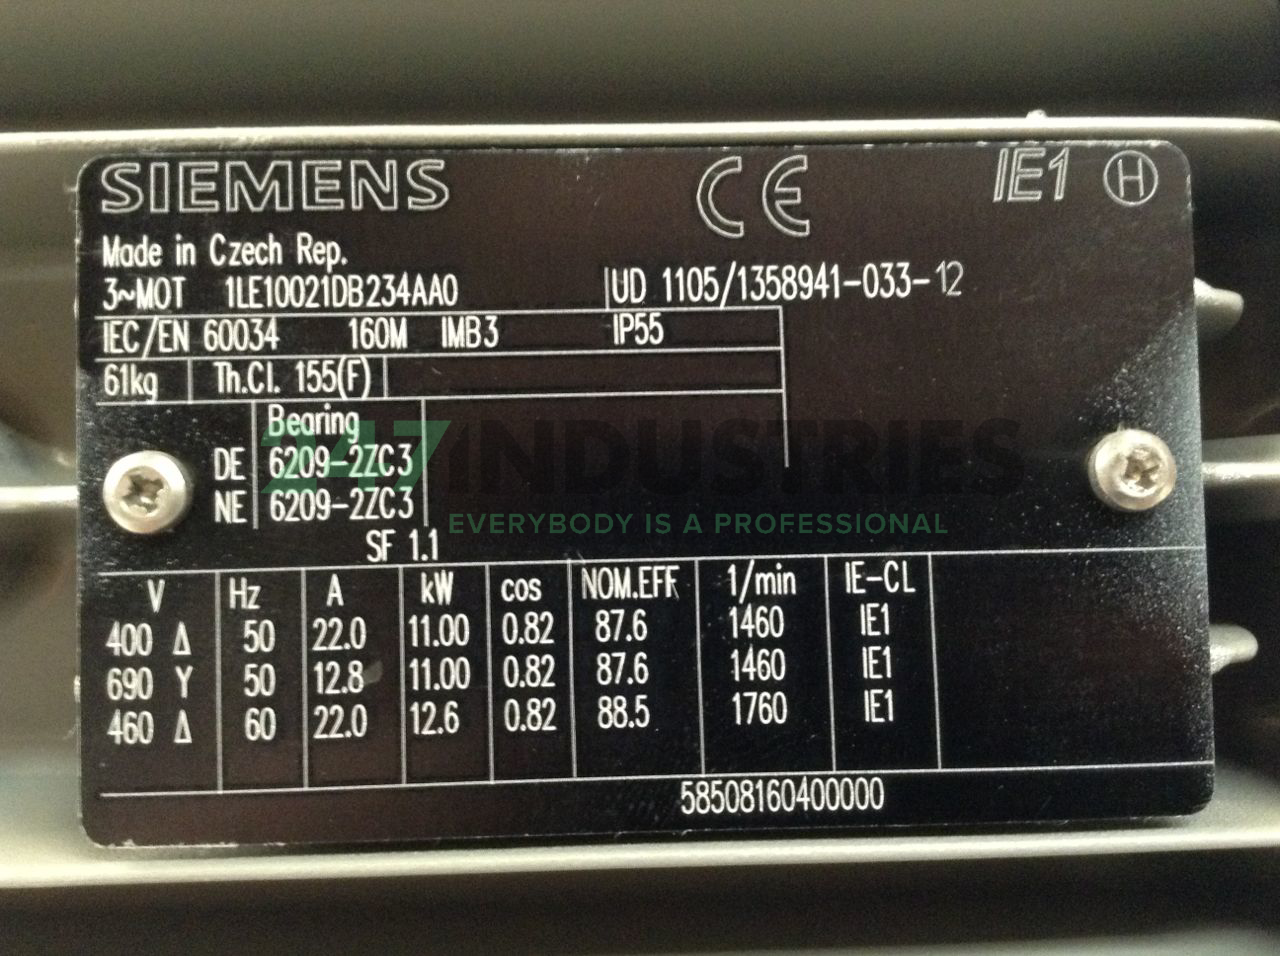 SIEMENS CE IE1 H
Made in Czech Rep.
3~MOT 1LE10021DB234AA0 UD 1105/1358941-033-12
IEC/EN 60034 160M IMB3 IP55
61kg Th.Cl. 155(F)
Bearing
DE 6209-2ZC3
NE 6209-2ZC3
247INDUSTRIES
EVERYBODY IS A PROFESSIONAL
SF 1.1
V Hz A kW cos NOM.EFF 1/min IE-CL
400 Δ 50 22.0 11.00 0.82 87.6 1460 IE1
690 Y 50 12.8 11.00 0.82 87.6 1460 IE1
460 Δ 60 22.0 12.6 0.82 88.5 1760 IE1
58508160400000